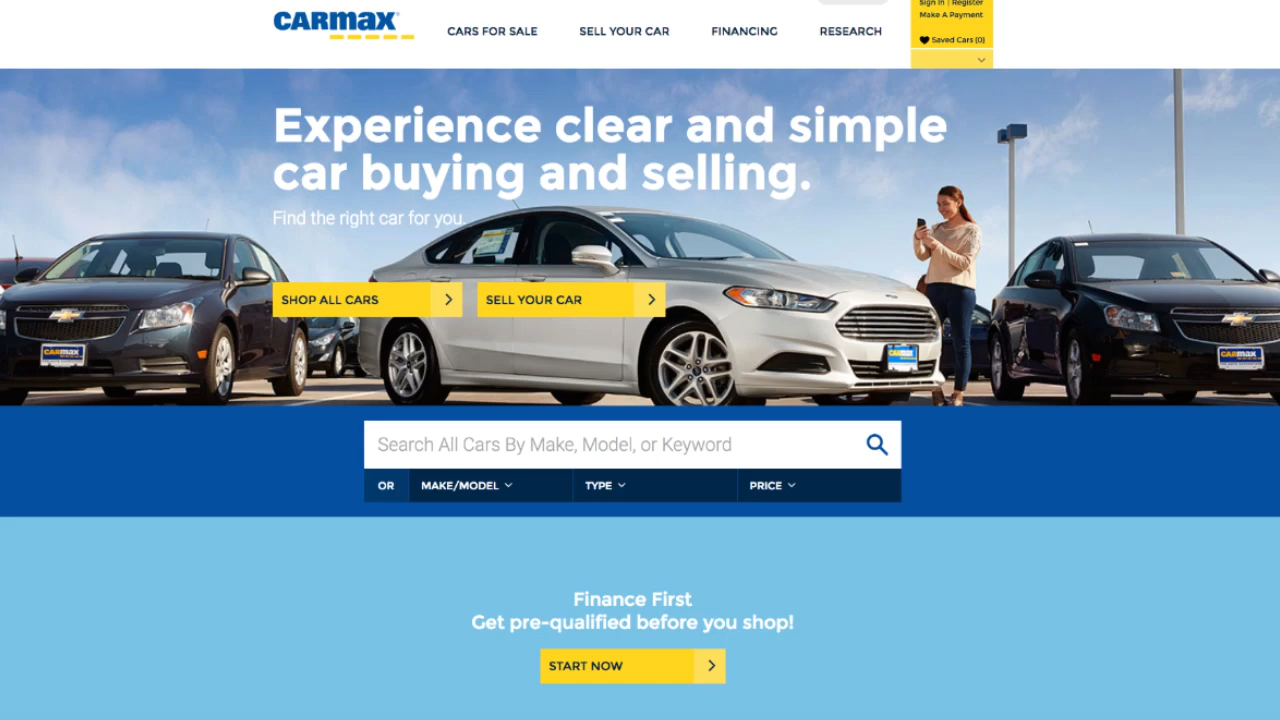 CARMAX
CARS FOR SALE
SELL YOUR CAR
FINANCING
RESEARCH
Sign In | Register
Make A Payment
Saved Cars (0)
Experience clear and simple
car buying and selling.
Find the right car for you.
SHOP ALL CARS
SELL YOUR CAR
CARMAX
CARMAX
CARMAX
Search All Cars By Make, Model, or Keyword
OR
MAKE/MODEL
TYPE
PRICE
Finance First
Get pre-qualified before you shop!
START NOW